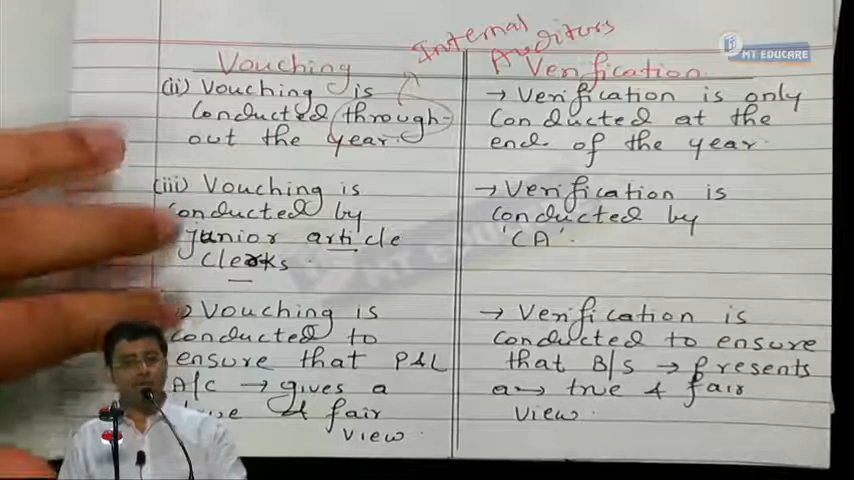 Internal
Auditors
MT EDUCARE
Vouching
Verification
(ii) Vouching is
conducted through-
out the year.
→ Verification is only
conducted at the
end of the year.
(iii) Vouching is
conducted by
junior article
clerks.
→ Verification is
conducted by
'CA'.
Vouching is
conducted to
ensure that P&L
A/c → gives a
& fair
view.
→ Verification is
conducted to ensure
that B/S → presents
a → true & fair
view.